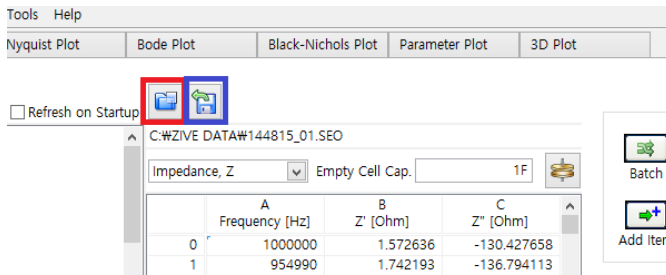 Tools Help
Nyquist Plot Bode Plot Black-Nichols Plot Parameter Plot 3D Plot
Refresh on Startup
C:₩ZIVE DATA₩144815_01.SEO
Impedance, Z Empty Cell Cap. 1F
Batch
A B C
Frequency [Hz] Z' [Ohm] Z" [Ohm]
Add Iter
0 1000000 1.572636 -130.427658
1 954990 1.742193 -136.794113